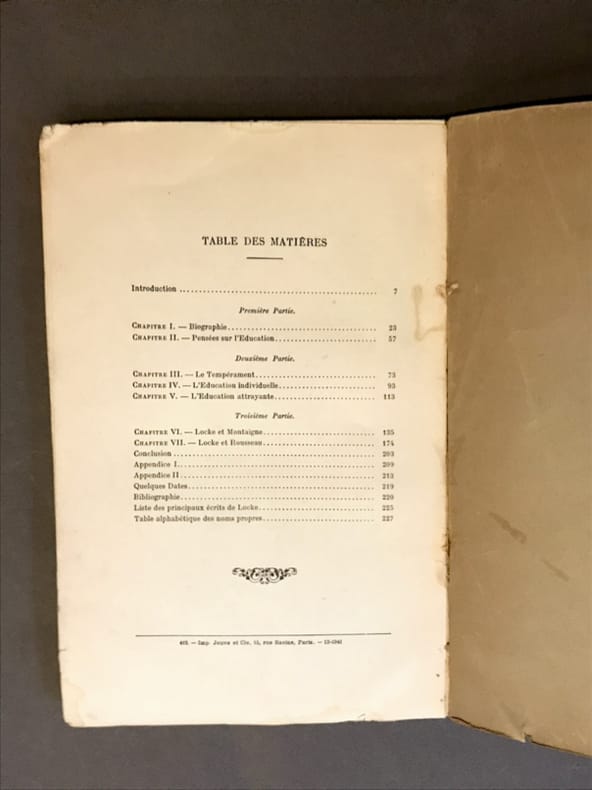 TABLE DES MATIÈRES
Introduction ........................................ 7
Première Partie.
CHAPITRE I. — Biographie........................................ 23
CHAPITRE II. — Pensées sur l'Education........................................ 57
Deuxième Partie.
CHAPITRE III. — Le Tempérament........................................ 73
CHAPITRE IV. — L'Education individuelle........................................ 93
CHAPITRE V. — L'Education attrayante........................................ 113
Troisième Partie.
CHAPITRE VI. — Locke et Montaigne........................................ 135
CHAPITRE VII. — Locke et Rousseau........................................ 174
Conclusion ........................................ 203
Appendice I........................................ 209
Appendice II........................................ 213
Quelques Dates........................................ 219
Bibliographie........................................ 220
Liste des principaux écrits de Locke........................................ 225
Table alphabétique des noms propres........................................ 227
— Imp. Jouve et Cie, 15, rue Racine, Paris. — 12-1941